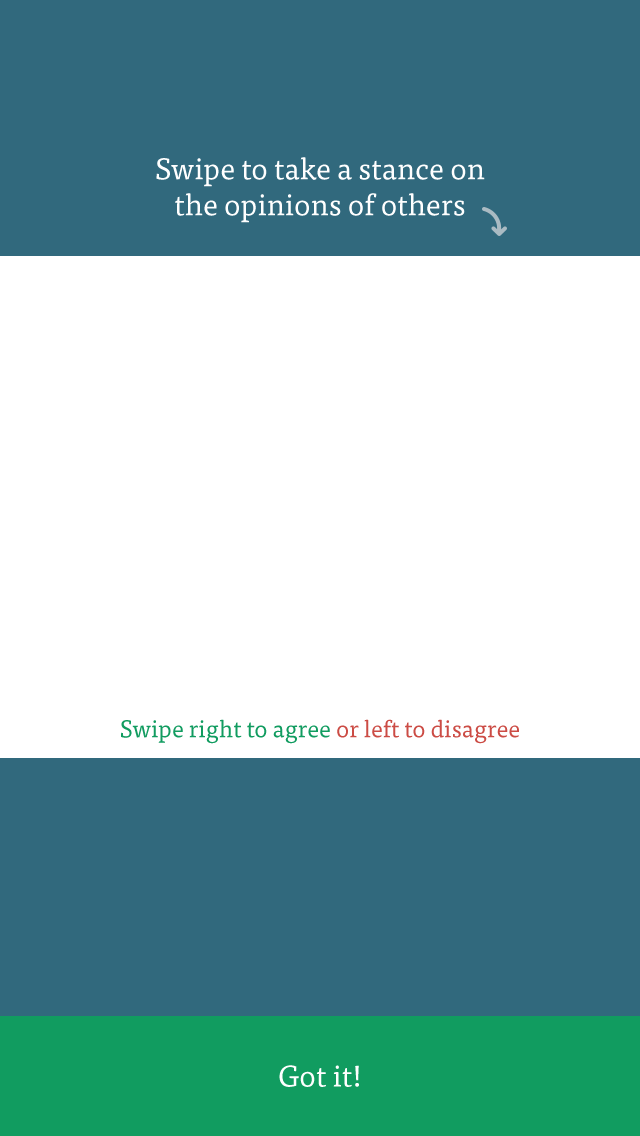 Swipe to take a stance on
the opinions of others
Swipe right to agree or left to disagree
Got it!